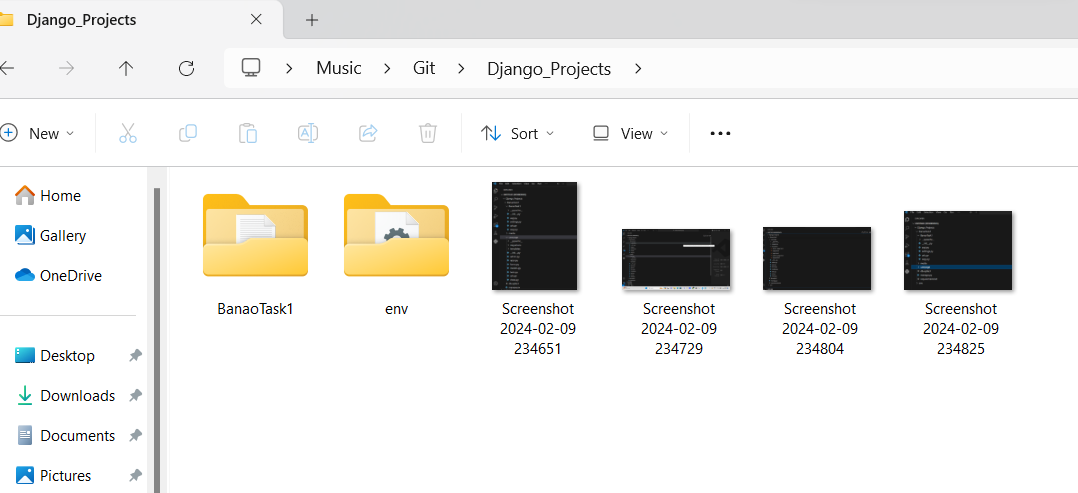 Django_Projects
Music Git Django_Projects
New Sort View
Home
Gallery
OneDrive
Desktop
Downloads
Documents
Pictures
BanaoTask1
env
Screenshot
2024-02-09
234651
Screenshot
2024-02-09
234729
Screenshot
2024-02-09
234804
Screenshot
2024-02-09
234825